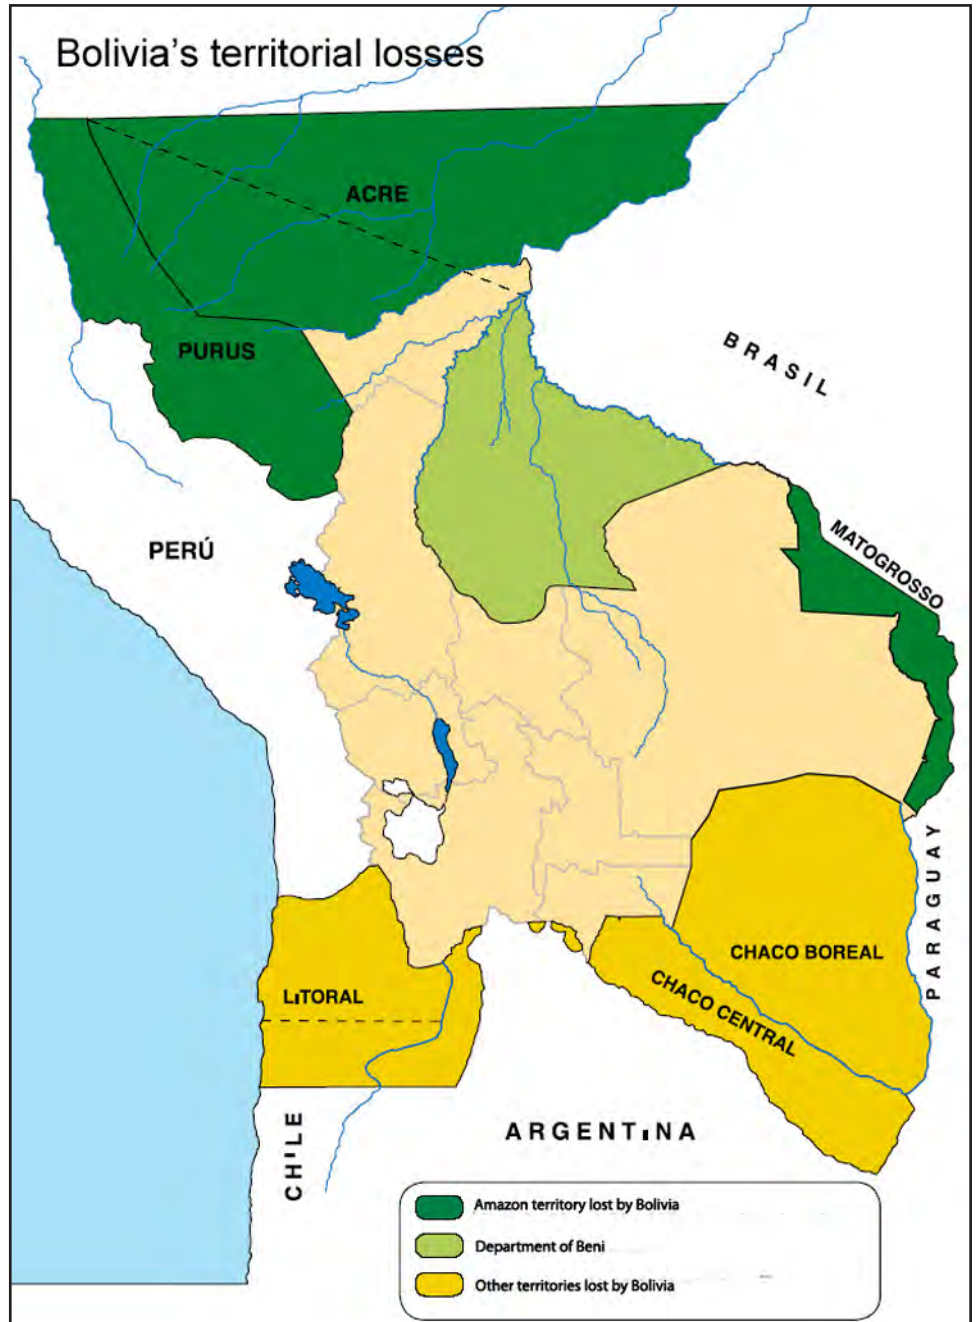 Bolivia's territorial losses
ACRE
PURUS
BRASIL
PERÚ
MATOGROSSO
LITORAL
CHACO BOREAL
CHACO CENTRAL
PARAGUAY
CHILE
ARGENTINA
Amazon territory lost by Bolivia
Department of Beni
Other territories lost by Bolivia